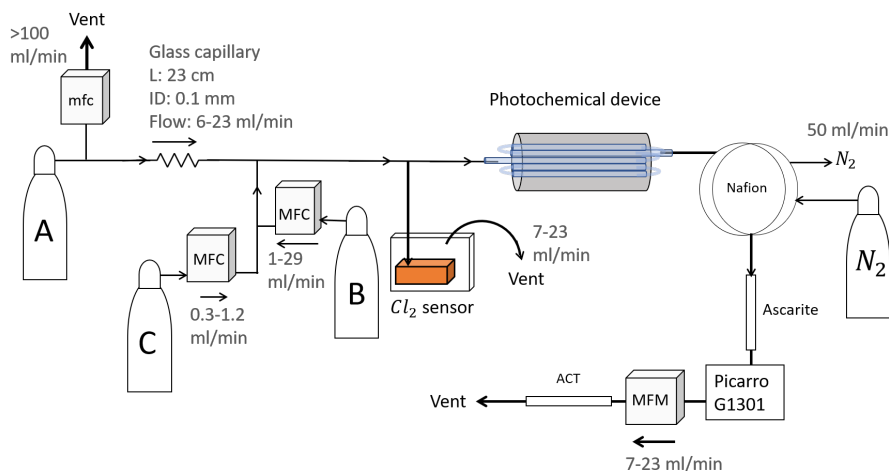 Vent
>100
ml/min
mfc
Glass capillary
L: 23 cm
ID: 0.1 mm
Flow: 6-23 ml/min
Photochemical device
50 ml/min
N₂
Nafion
A
MFC
MFC
1-29
ml/min
B
7-23
ml/min
Vent
Cl₂ sensor
C
0.3-1.2
ml/min
N₂
Ascarite
Picarro
G1301
ACT
Vent
MFM
7-23 ml/min